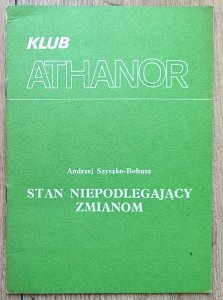 KLUB
ATHANOR
Andrzej Szyszko-Bohusz
STAN NIEPODLEGAJĄCY
ZMIANOM